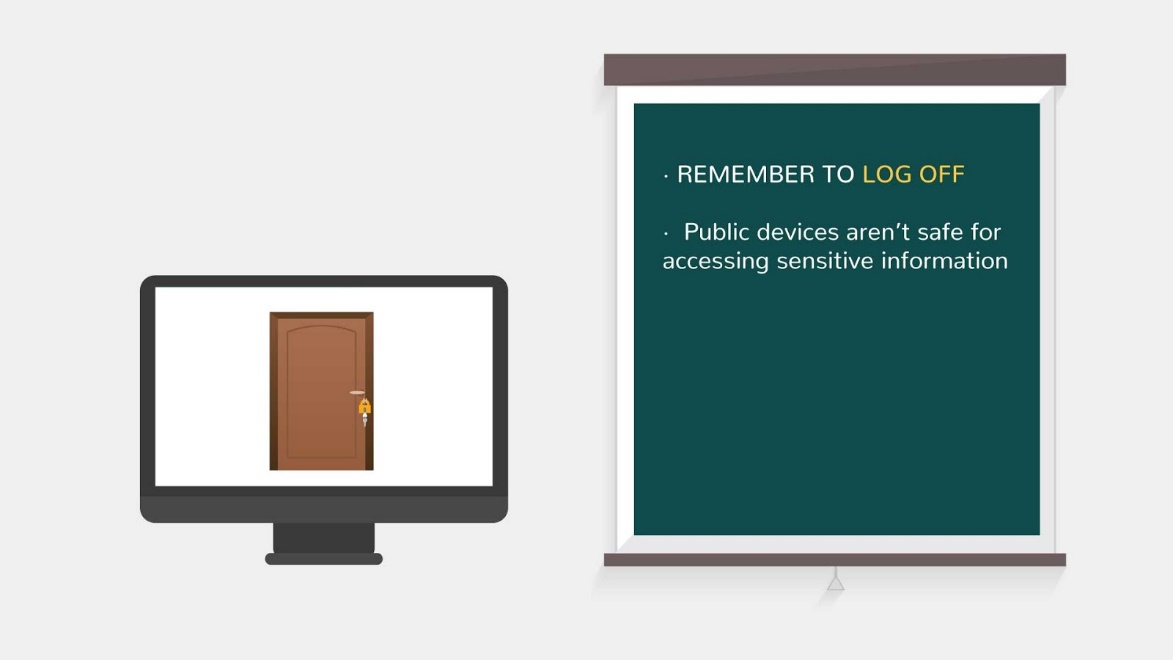 · REMEMBER TO LOG OFF
· Public devices aren’t safe for
accessing sensitive information